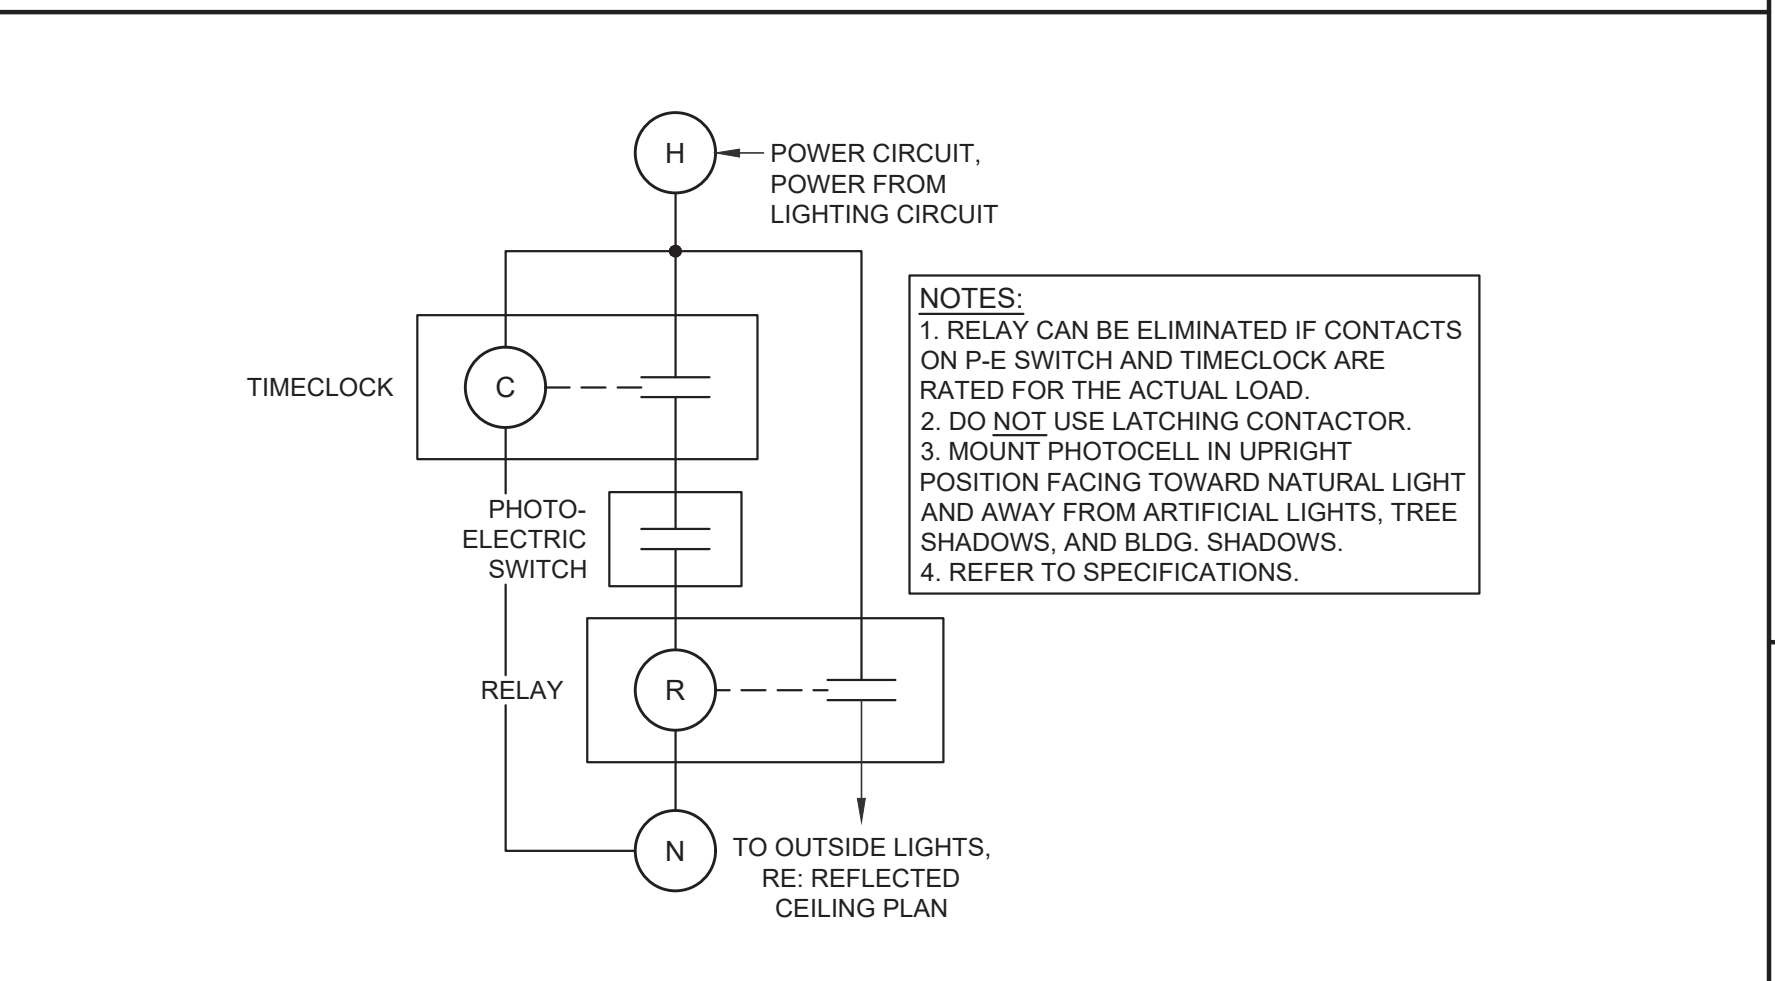 H
POWER CIRCUIT,
POWER FROM
LIGHTING CIRCUIT
NOTES:
1. RELAY CAN BE ELIMINATED IF CONTACTS
ON P-E SWITCH AND TIMECLOCK ARE
RATED FOR THE ACTUAL LOAD.
2. DO NOT USE LATCHING CONTACTOR.
3. MOUNT PHOTOCELL IN UPRIGHT
POSITION FACING TOWARD NATURAL LIGHT
AND AWAY FROM ARTIFICIAL LIGHTS, TREE
SHADOWS, AND BLDG. SHADOWS.
4. REFER TO SPECIFICATIONS.
TIMECLOCK
C
PHOTO-
ELECTRIC
SWITCH
RELAY
R
N
TO OUTSIDE LIGHTS,
RE: REFLECTED
CEILING PLAN